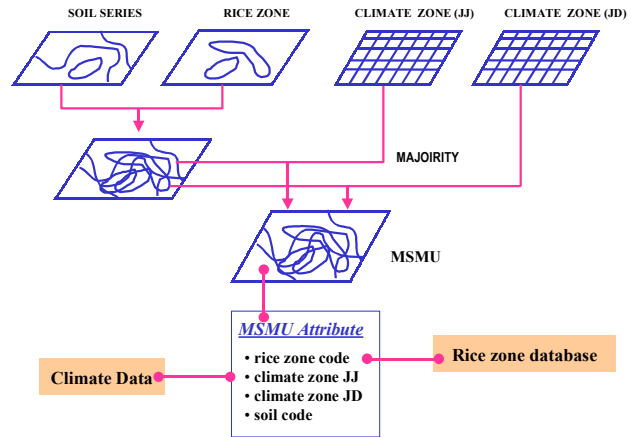 SOIL SERIES
RICE ZONE
CLIMATE ZONE (JJ)
CLIMATE ZONE (JD)
MAJOIRITY
MSMU
MSMU Attribute
• rice zone code
• climate zone JJ
• climate zone JD
• soil code
Climate Data
Rice zone database